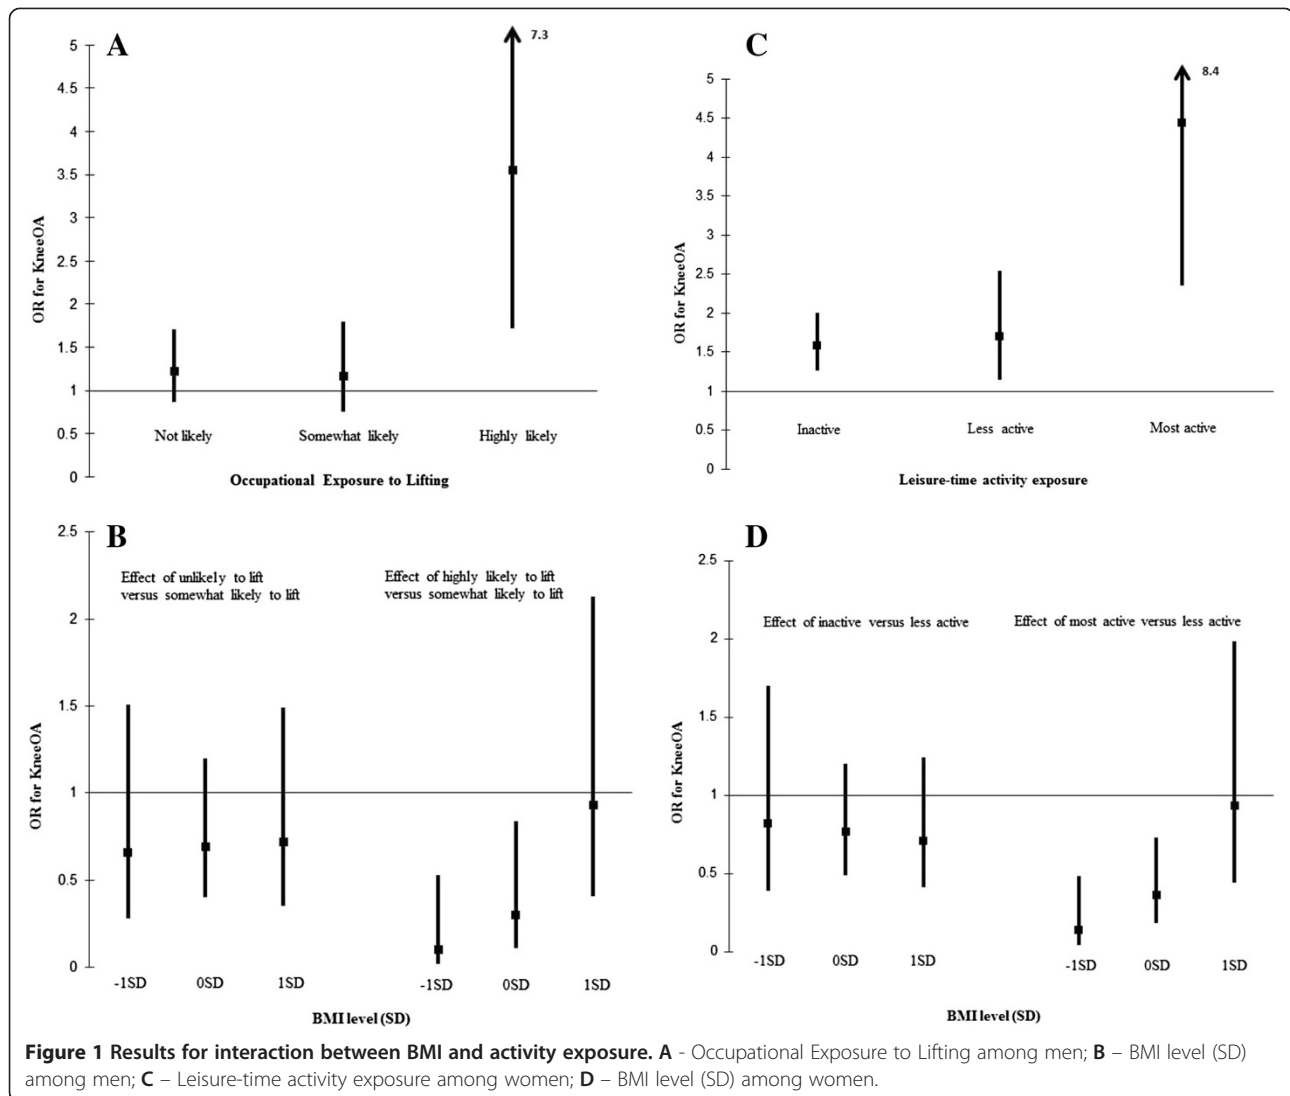 A
5
4.5
4
3.5
3
2.5
2
1.5
1
0.5
0
OR for KneeOA
7.3
Not likely
Somewhat likely
Highly likely
Occupational Exposure to Lifting
C
5
4.5
4
3.5
3
2.5
2
1.5
1
0.5
0
OR for KneeOA
8.4
Inactive
Less active
Most active
Leisure-time activity exposure
B
2.5
2
1.5
1
0.5
0
OR for KneeOA
Effect of unlikely to lift
versus somewhat likely to lift
Effect of highly likely to lift
versus somewhat likely to lift
-1SD
0SD
1SD
-1SD
0SD
1SD
BMI level (SD)
D
2.5
2
1.5
1
0.5
0
OR for KneeOA
Effect of inactive versus less active
Effect of most active versus less active
-1SD
0SD
1SD
-1SD
0SD
1SD
BMI level (SD)
Figure 1 Results for interaction between BMI and activity exposure. A - Occupational Exposure to Lifting among men; B – BMI level (SD)
among men; C – Leisure-time activity exposure among women; D – BMI level (SD) among women.